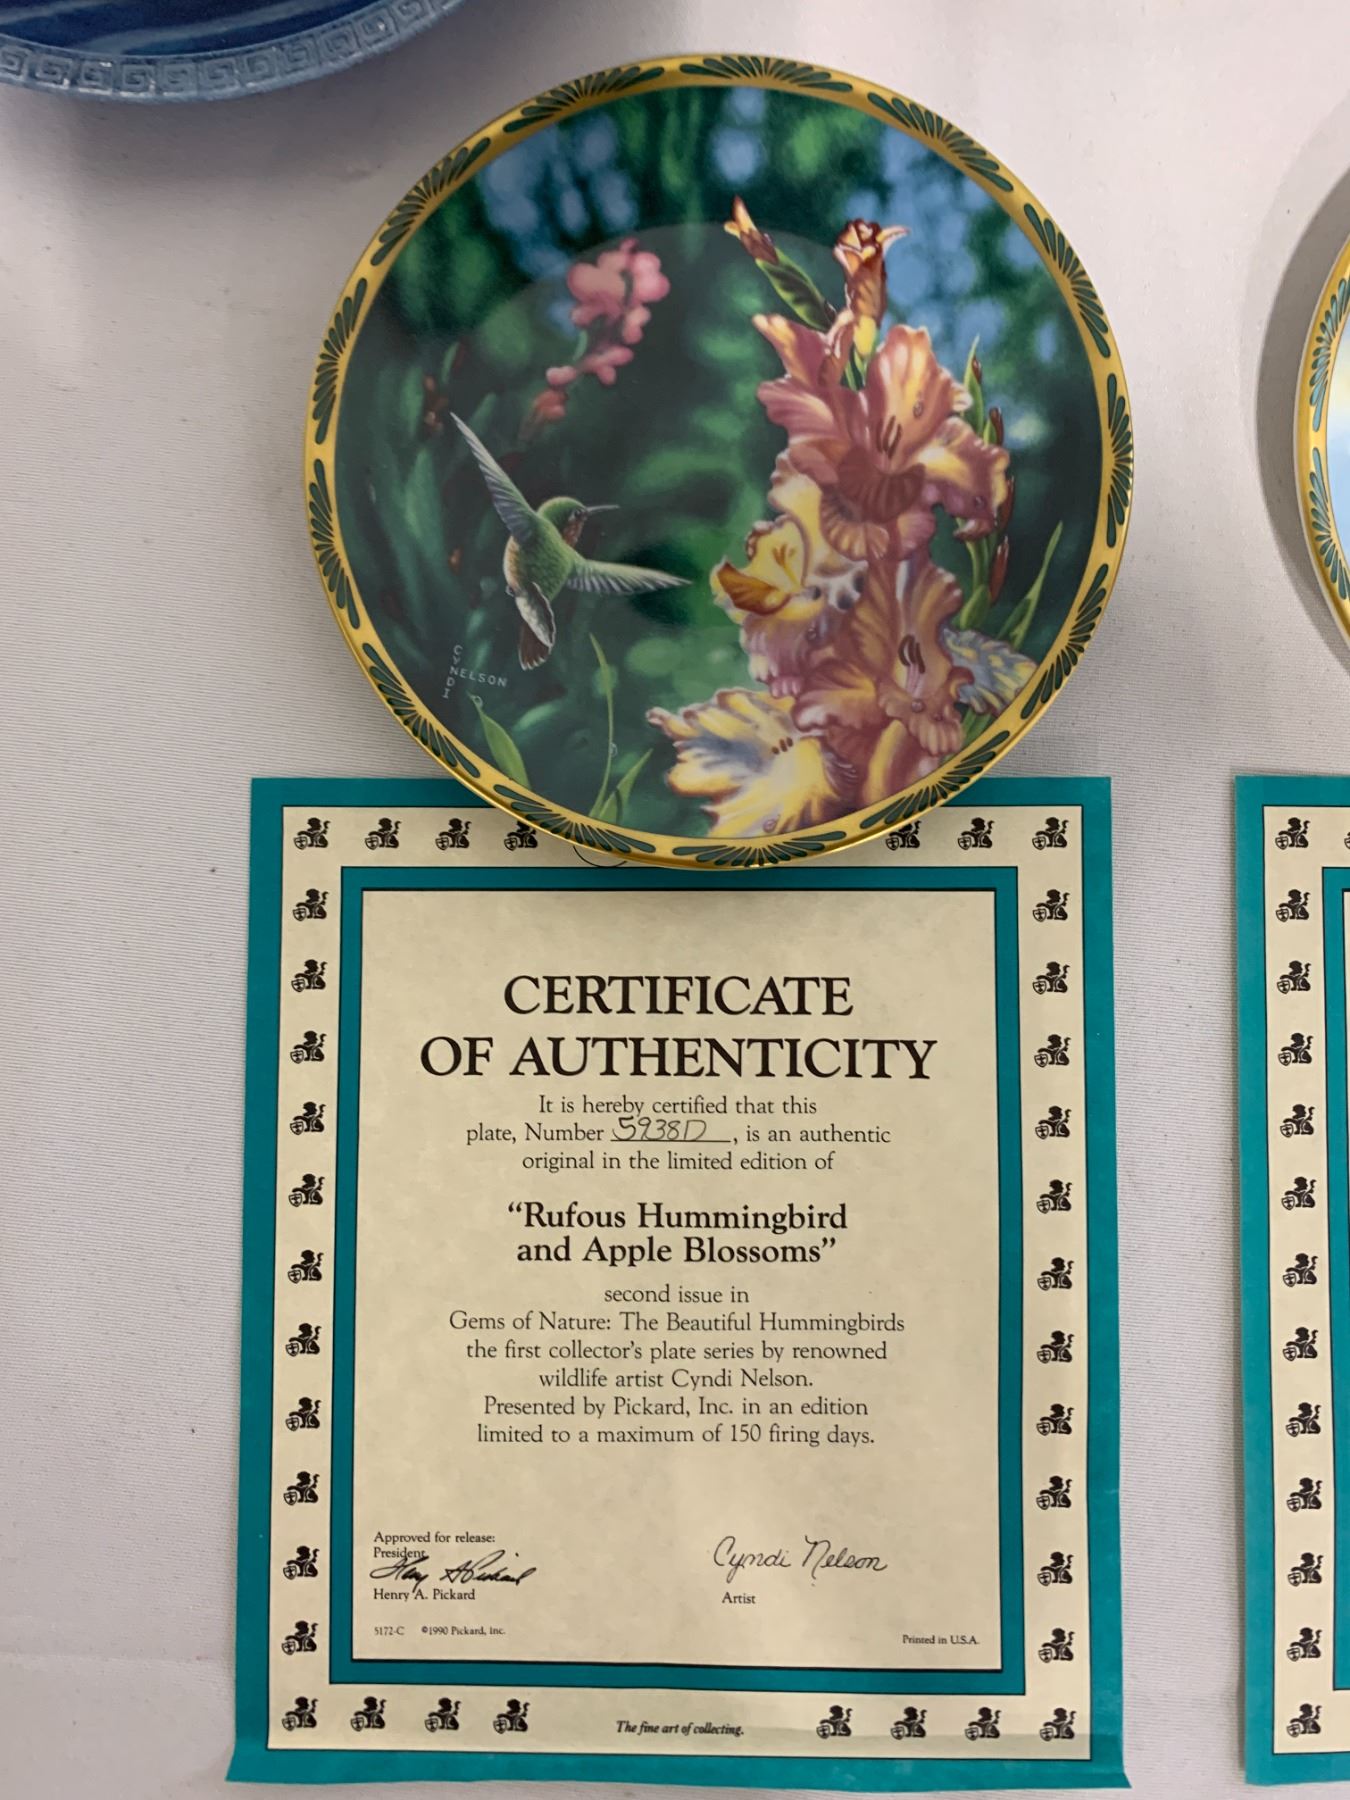 CYNDI
NELSON
CERTIFICATE
OF AUTHENTICITY
It is hereby certified that this
plate, Number 5938D, is an authentic
original in the limited edition of
“Rufous Hummingbird
and Apple Blossoms”
second issue in
Gems of Nature: The Beautiful Hummingbirds
the first collector's plate series by renowned
wildlife artist Cyndi Nelson.
Presented by Pickard, Inc. in an edition
limited to a maximum of 150 firing days.
Approved for release:
President
Henry A. Pickard
Henry A. Pickard
Cyndi Nelson
Artist
5172-C ©1990 Pickard, Inc.
Printed in U.S.A.
The fine art of collecting.